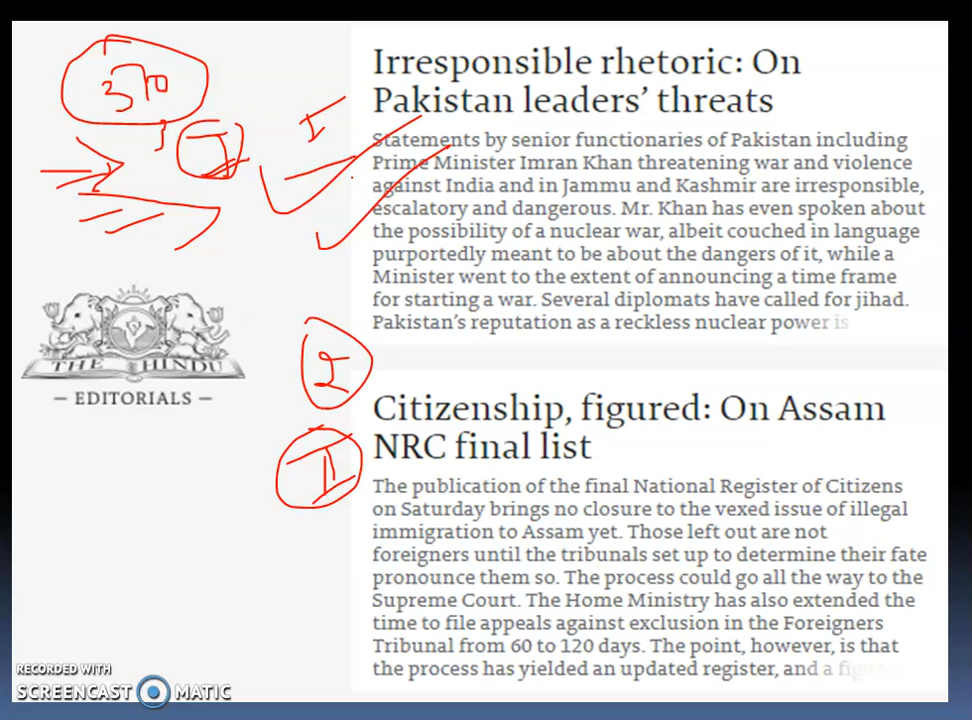 370
I
I
Irresponsible rhetoric: On
Pakistan leaders’ threats
Statements by senior functionaries of Pakistan including
Prime Minister Imran Khan threatening war and violence
against India and in Jammu and Kashmir are irresponsible,
escalatory and dangerous. Mr. Khan has even spoken about
the possibility of a nuclear war, albeit couched in language
purportedly meant to be about the dangers of it, while a
Minister went to the extent of announcing a time frame
for starting a war. Several diplomats have called for jihad.
Pakistan’s reputation as a reckless nuclear power is
THE HINDU
— EDITORIALS —
2
II
Citizenship, figured: On Assam
NRC final list
The publication of the final National Register of Citizens
on Saturday brings no closure to the vexed issue of illegal
immigration to Assam yet. Those left out are not
foreigners until the tribunals set up to determine their fate
pronounce them so. The process could go all the way to the
Supreme Court. The Home Ministry has also extended the
time to file appeals against exclusion in the Foreigners
Tribunal from 60 to 120 days. The point, however, is that
the process has yielded an updated register, and a
RECORDED WITH
SCREENCAST MATIC